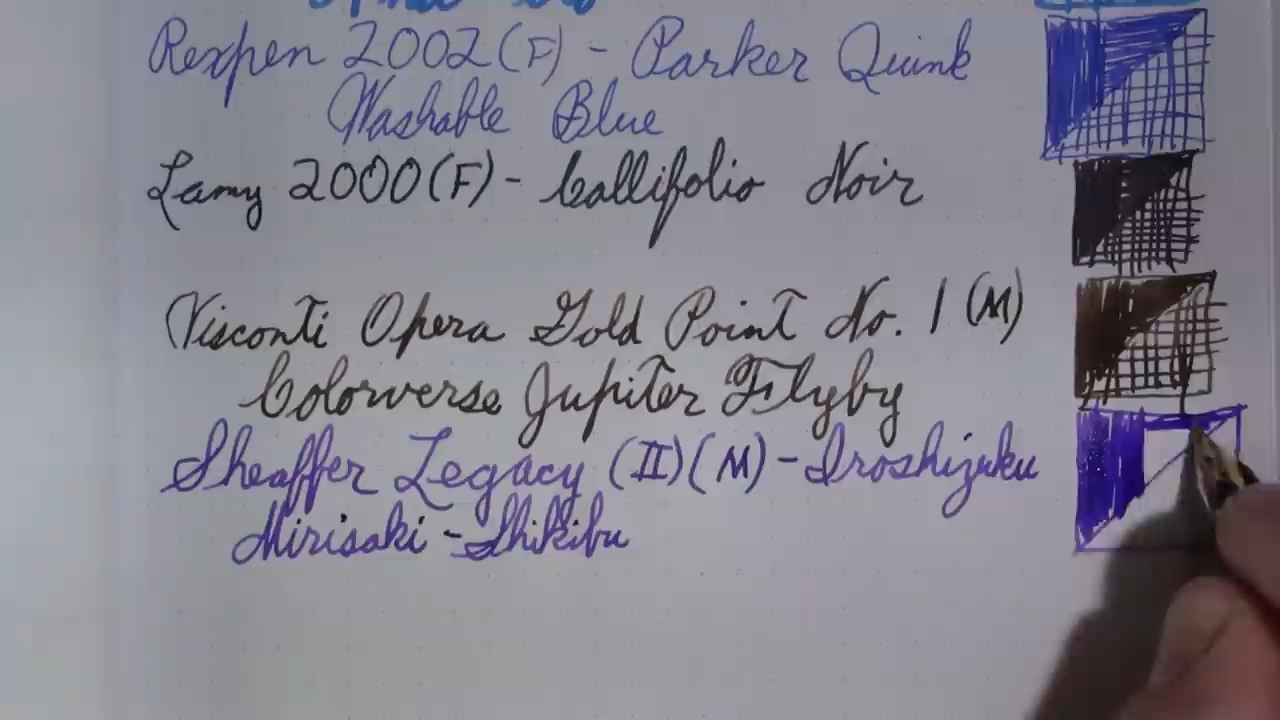 Rexpen 2002 (F) - Parker Quink
Washable Blue
Lamy 2000 (F) - Callifolio Noir
Visconti Opera Gold Point No. 1 (M)
Colorverse Jupiter Flyby
Sheaffer Legacy (II) (M) - Iroshizuku
Mirisaki - Shikibu